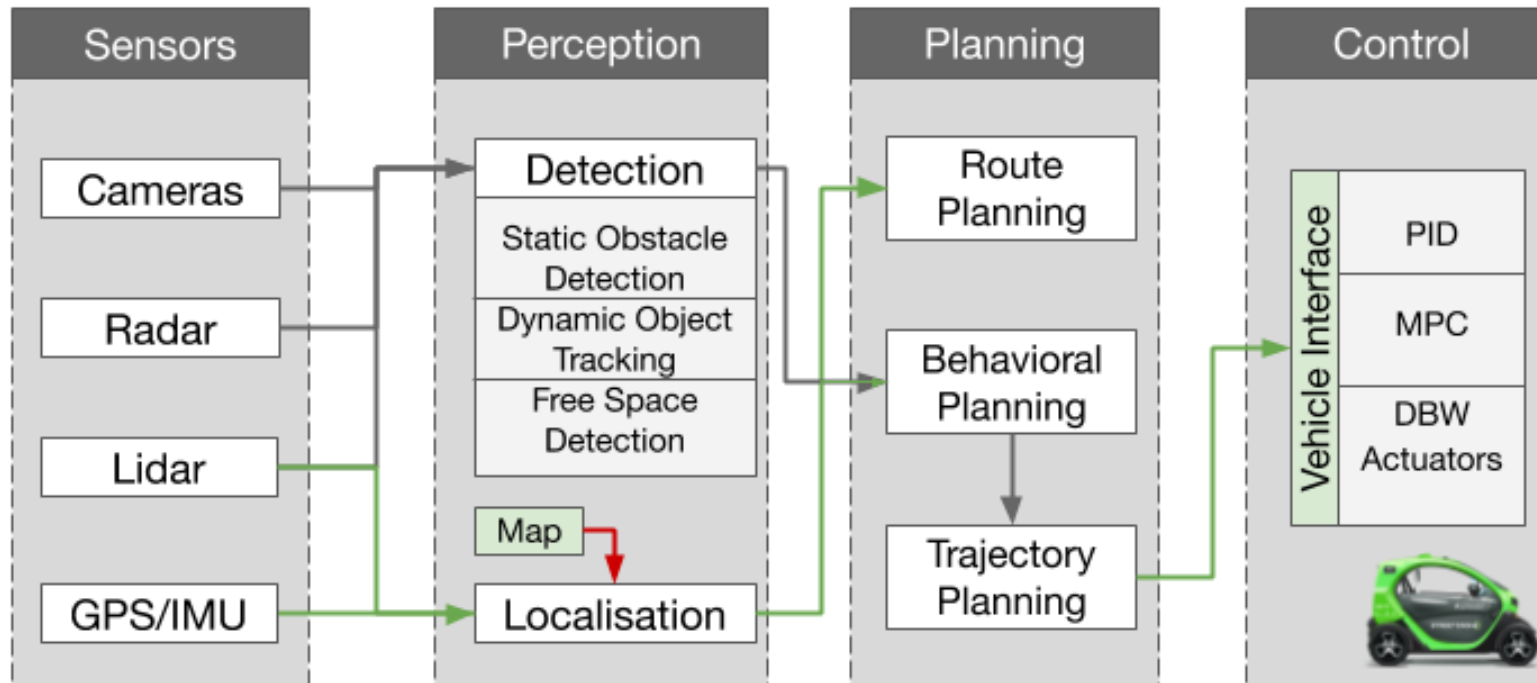 Sensors
Cameras
Radar
Lidar
GPS/IMU
Perception
Detection
Static Obstacle
Detection
Dynamic Object
Tracking
Free Space
Detection
Map
Localisation
Planning
Route
Planning
Behavioral
Planning
Trajectory
Planning
Control
Vehicle Interface
PID
MPC
DBW
Actuators